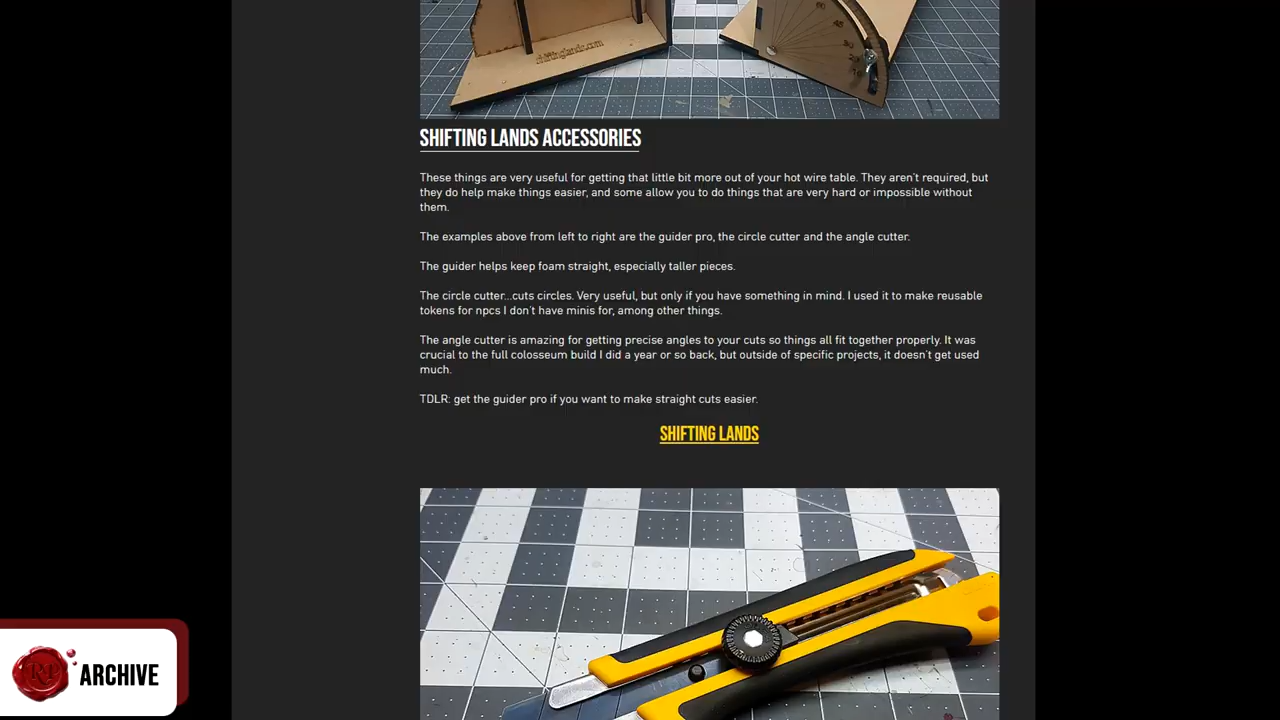 SHIFTING LANDS ACCESSORIES
These things are very useful for getting that little bit more out of your hot wire table. They aren't required, but
they do help make things easier, and some allow you to do things that are very hard or impossible without
them.
The examples above from left to right are the guider pro, the circle cutter and the angle cutter.
The guider helps keep foam straight, especially taller pieces.
The circle cutter...cuts circles. Very useful, but only if you have something in mind. I used it to make reusable
tokens for npcs I don't have minis for, among other things.
The angle cutter is amazing for getting precise angles to your cuts so things all fit together properly. It was
crucial to the full colosseum build I did a year or so back, but outside of specific projects, it doesn't get used
much.
TDLR: get the guider pro if you want to make straight cuts easier.
SHIFTING LANDS
RP ARCHIVE